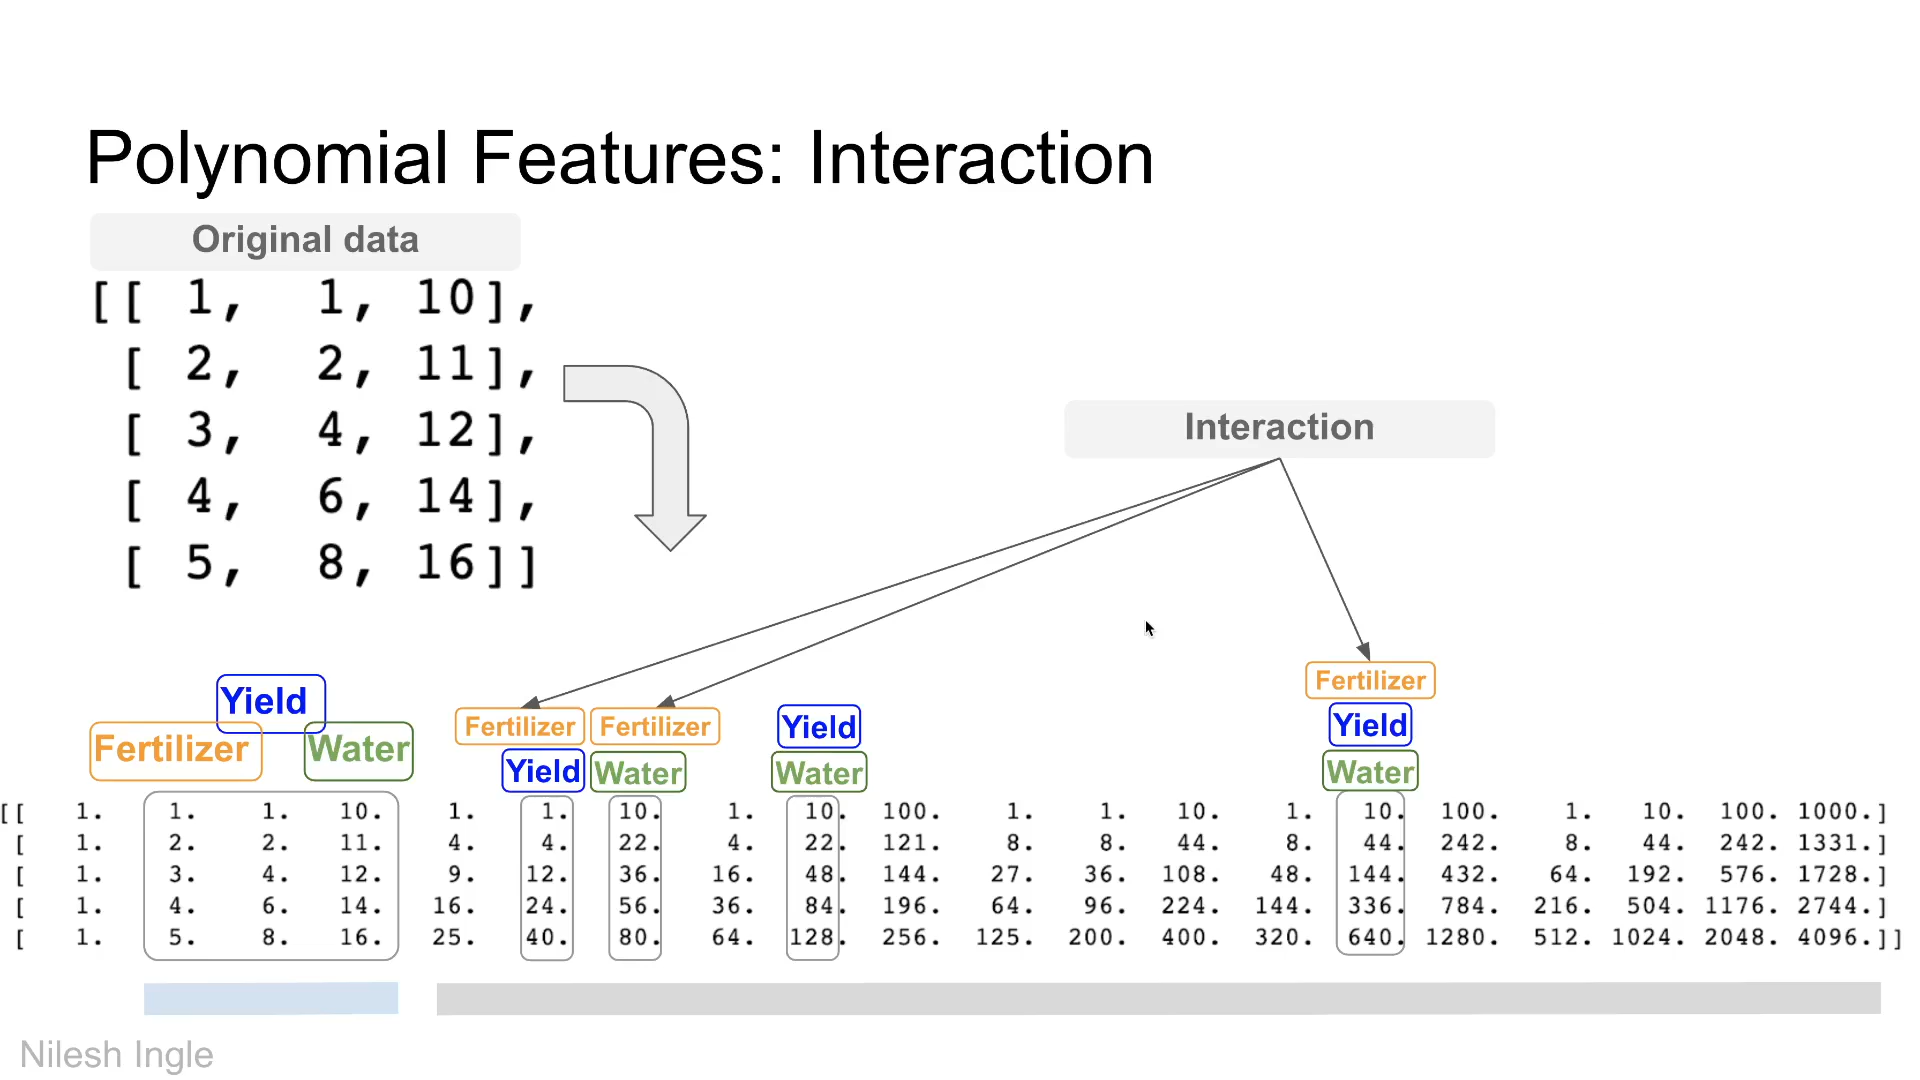 Polynomial Features: Interaction
Original data
[[ 1, 1, 10],
[ 2, 2, 11],
[ 3, 4, 12],
[ 4, 6, 14],
[ 5, 8, 16]]
Interaction
Yield
Fertilizer
Water
Fertilizer
Yield
Fertilizer
Water
Yield
Water
Fertilizer
Yield
Water
[[ 1. 1. 1. 10. 1. 1. 10. 1. 10. 100. 1. 1. 10. 1. 10. 100. 1. 10. 100. 1000.]
[ 1. 2. 2. 11. 4. 4. 22. 4. 22. 121. 8. 8. 44. 8. 44. 242. 8. 44. 242. 1331.]
[ 1. 3. 4. 12. 9. 12. 36. 16. 48. 144. 27. 36. 108. 48. 144. 432. 64. 192. 576. 1728.]
[ 1. 4. 6. 14. 16. 24. 56. 36. 84. 196. 64. 96. 224. 144. 336. 784. 216. 504. 1176. 2744.]
[ 1. 5. 8. 16. 25. 40. 80. 64. 128. 256. 125. 200. 400. 320. 640. 1280. 512. 1024. 2048. 4096.]]
Nilesh Ingle